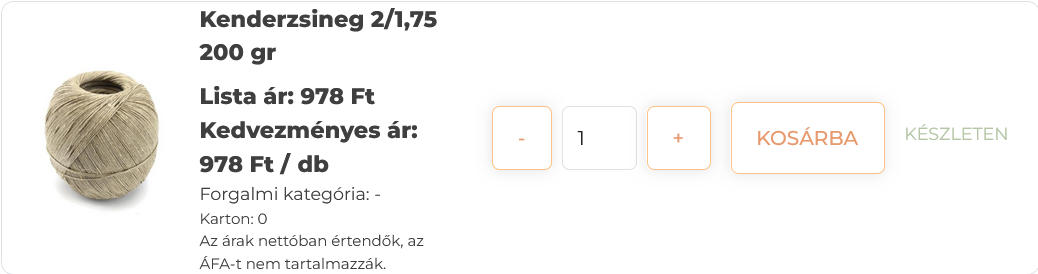 Kenderzsineg 2/1,75
200 gr
Lista ár: 978 Ft
Kedvezményes ár:
978 Ft / db
Forgalmi kategória: -
Karton: 0
Az árak nettóban értendők, az
ÁFA-t nem tartalmazzák.
- 1 + KOSÁRBA KÉSZLETEN